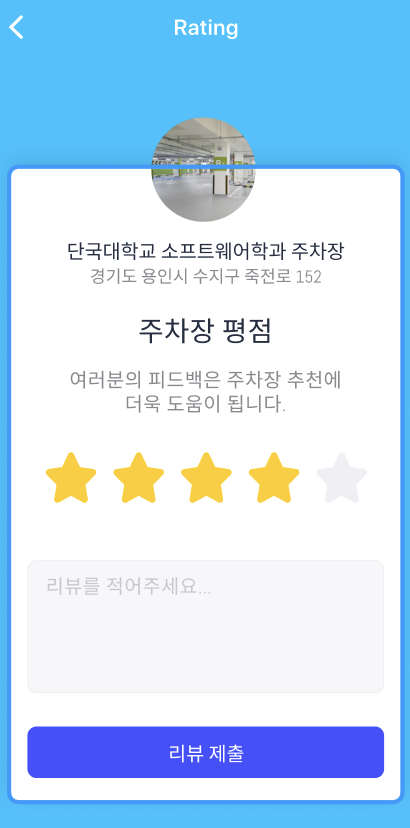 Rating
단국대학교 소프트웨어학과 주차장
경기도 용인시 수지구 죽전로 152
주차장 평점
여러분의 피드백은 주차장 추천에
더욱 도움이 됩니다.
리뷰를 적어주세요...
리뷰 제출